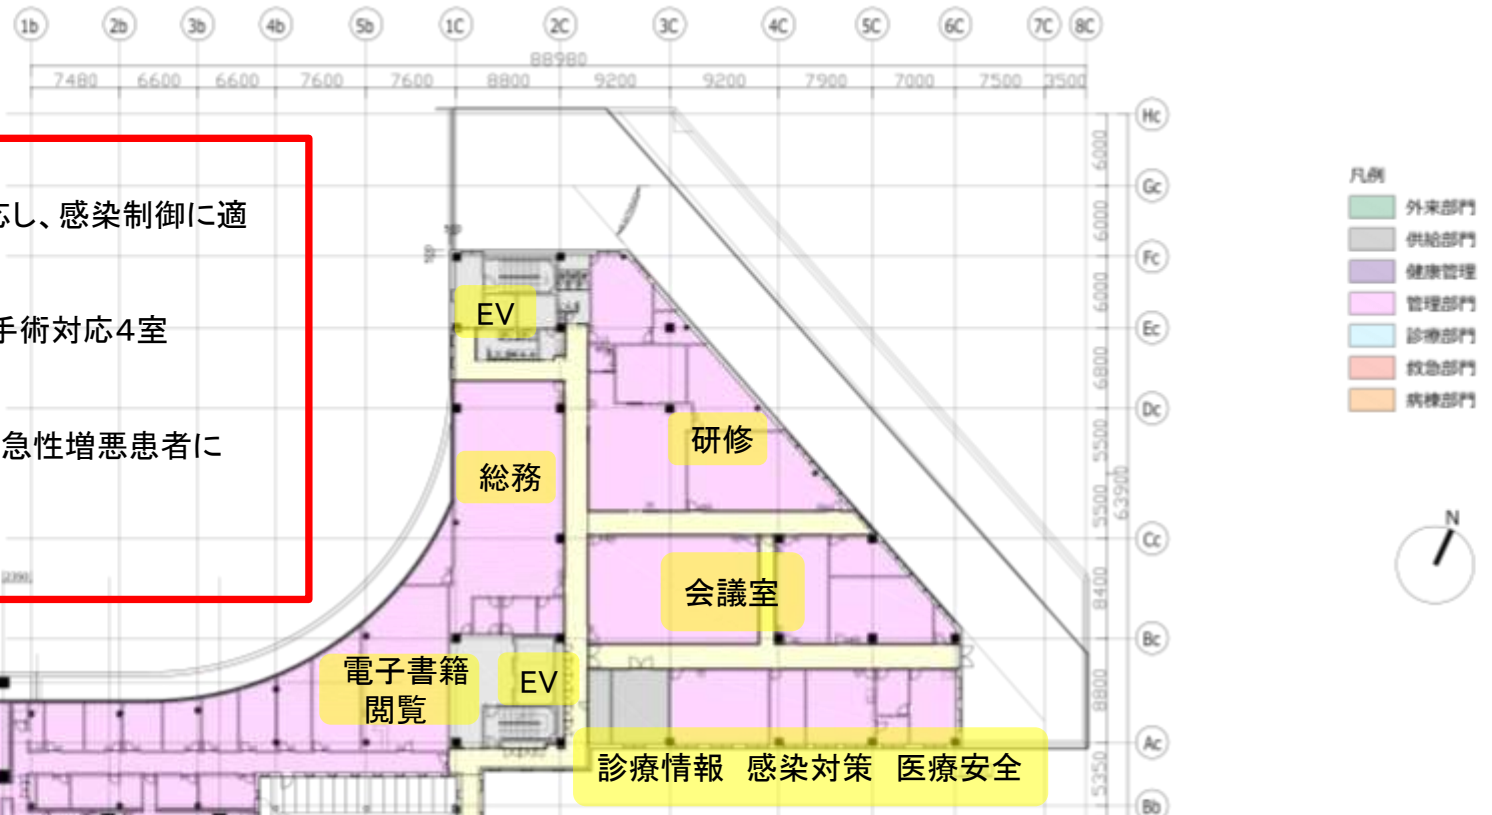 1b 2b 3b 4b 5b 1C 2C 3C 4C 5C 6C 7C 8C
88980
7480 6600 6600 7600 7600 8800 9200 9200 7900 7000 7500 3500
Hc
6000
Gc
6000
Fc
6000
Ec
6800
Dc
5500
63900
5500
Cc
8400
Bc
8800
Ac
5350
Bb
応し、感染制御に適
手術対応4室
急性増悪患者に
EV
研修
総務
会議室
電子書籍
閲覧
EV
診療情報 感染対策 医療安全
凡例
外来部門
供給部門
健康管理
管理部門
診療部門
救急部門
病棟部門
N